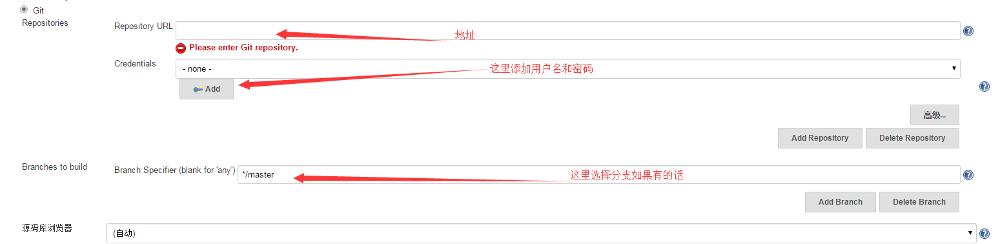 Git
Repositories
Repository URL
地址
Please enter Git repository.
Credentials
- none -
这里添加用户名和密码
Add
高级...
Add Repository
Delete Repository
Branches to build
Branch Specifier (blank for 'any')
*/master
这里选择分支如果有的话
Add Branch
Delete Branch
源码库浏览器
(自动)